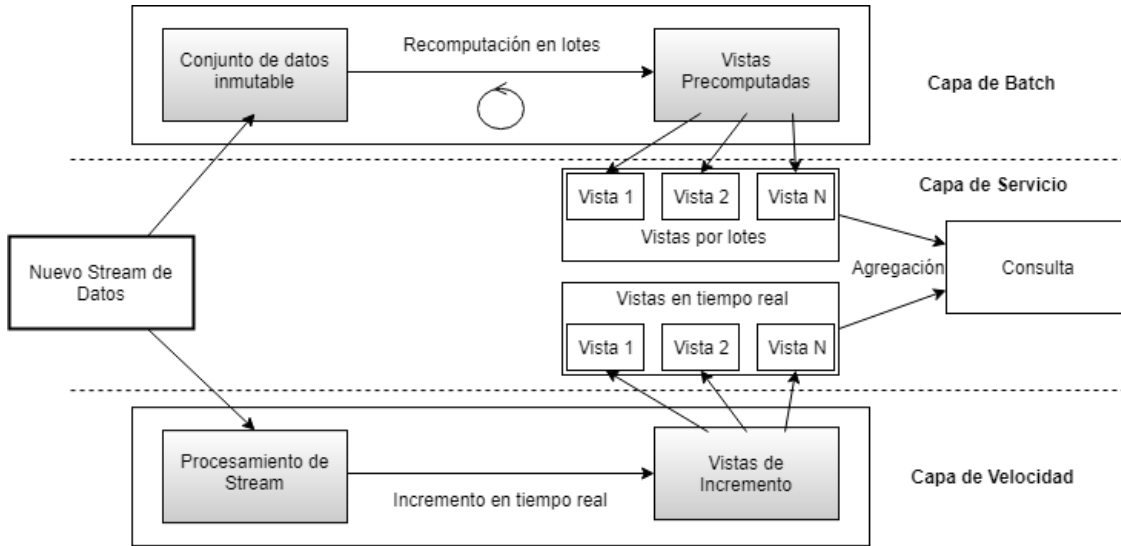 Conjunto de datos
inmutable
Recomputación en lotes
Vistas
Precomputadas
Capa de Batch
Capa de Servicio
Vista 1
Vista 2
Vista N
Vistas por lotes
Nuevo Stream de
Datos
Agregación
Consulta
Vistas en tiempo real
Vista 1
Vista 2
Vista N
Procesamiento de
Stream
Incremento en tiempo real
Vistas de
Incremento
Capa de Velocidad